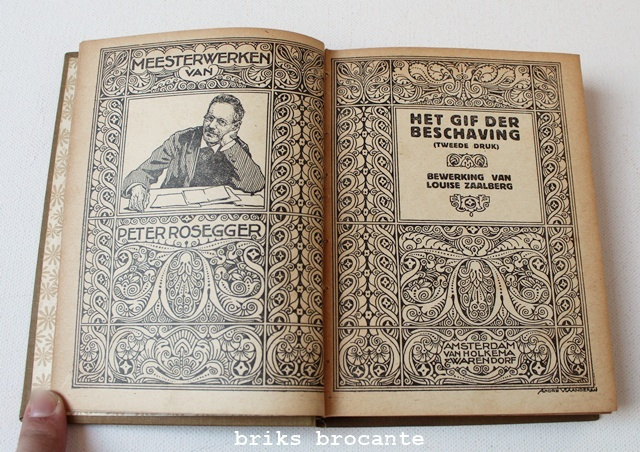 MEESTERWERKEN
VAN
PETER ROSEGGER
HET GIF DER
BESCHAVING
(TWEEDE DRUK)
BEWERKING VAN
LOUISE ZAALBERG
AMSTERDAM
VAN HOLKEMA
& WARENDORF
briks brocante